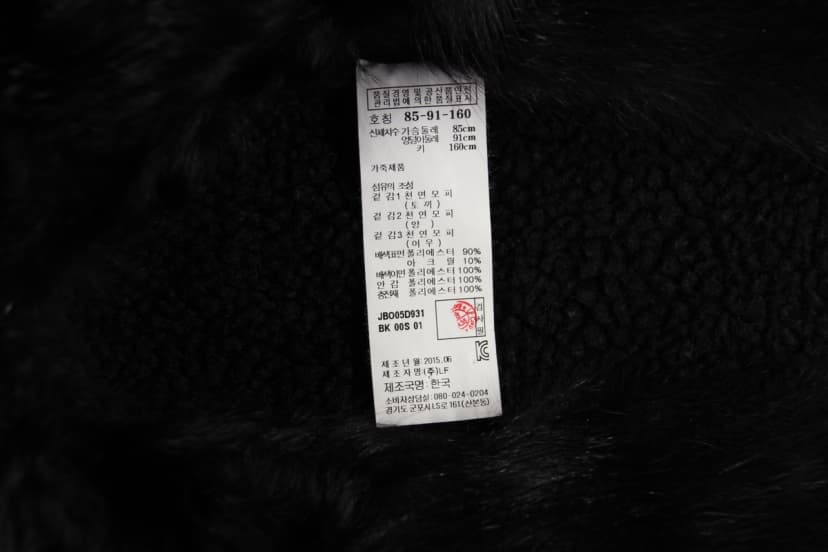 품질경영 및 공산품안전
관리법에 의한 품질표시
호칭 85-91-160
신체치수 가슴둘레 85cm
엉덩이둘레 91cm
키 160cm
가죽제품
섬유의 조성
겉 감1 천 연 모 피
( 토 끼 )
겉 감2 천 연 모 피
( 양 )
겉 감3 천 연 모 피
( 여 우 )
배색표면 폴리에스터 90%
아 크 릴 10%
배색이면 폴리에스터 100%
안 감 폴리에스터 100%
충전재 폴리에스터 100%
JBO05D931
BK 00S 01
검사필
제 조 년 월: 2015.06
제 조 자 명: (주)LF
제조국명: 한국
소비자상담실: 080-024-0204
경기도 군포시 LS로 161(산본동)